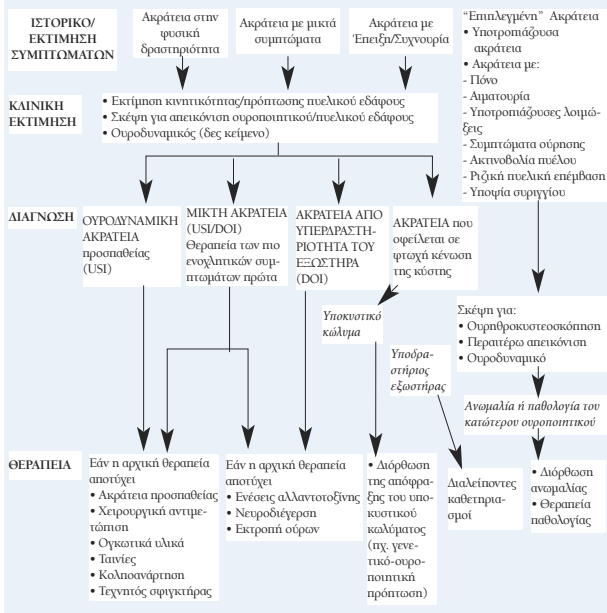 ΙΣΤΟΡΙΚΟ/
ΕΚΤΙΜΗΣΗ
ΣΥΜΠΤΩΜΑΤΩΝ
Ακράτεια στην
φυσική
δραστηριότητα
Ακράτεια με
μικτά
συμπτώματα
Ακράτεια με
Έπειξη/Συχνουρία
“Επιπλεγμένη” Ακράτεια
• Υποτροπιάζουσα
ακράτεια
• Ακράτεια με:
- Πόνο
- Αιματουρία
- Υποτροπιάζουσες λοιμώ-
ξεις
- Συμπτώματα ούρησης
- Ακτινοβολία πυέλου
- Ριζική πυελική επέμβαση
- Υποψία συριγγίου
ΚΛΙΝΙΚΗ
ΕΚΤΙΜΗΣΗ
• Εκτίμηση κινητικότητας/πρόπτωσης πυελικού εδάφους
• Σκέψη για απεικόνιση ουροποιητικού/πυελικού εδάφους
• Ουροδυναμικός (δες κείμενο)
ΔΙΑΓΝΩΣΗ
ΟΥΡΟΔΥΝΑΜΙΚΗ
ΑΚΡΑΤΕΙΑ
προσπαθείας
(USI)
ΜΙΚΤΗ ΑΚΡΑΤΕΙΑ
(USI/DOI)
Θεραπεία των πιο
ενοχλητικών συμ-
πτωμάτων πρώτα
ΑΚΡΑΤΕΙΑ ΑΠΟ
ΥΠΕΡΔΡΑΣΤΗ-
ΡΙΟΤΗΤΑ ΤΟΥ
ΕΞΩΣΤΗΡΑ
(DOI)
ΑΚΡΑΤΕΙΑ που
οφείλεται σε
φτωχή κένωση
της κύστης
Υποκυστικό
κώλυμα
Υποδρα-
στήριος
εξωστήρας
Σκέψη για:
• Ουρηθροκυστεοσκόπηση
• Περαιτέρω απεικόνιση
• Ουροδυναμικό
Ανωμαλία ή παθολογία του
κατώτερου ουροποιητικού
ΘΕΡΑΠΕΙΑ
Εάν η αρχική θεραπεία
αποτύχει
• Ακράτεια προσπαθείας
• Χειρουργική αντιμε-
τώπιση
• Ογκωτικά υλικά
• Ταινίες
• Κολποανάρτηση
• Τεχνητός σφιγκτήρας
Εάν η αρχική θεραπεία
αποτύχει
• Ενέσεις αλλαντοτοξίνης
• Νευροδιέγερση
• Εκτροπή ούρων
• Διόρθωση
της απόφρα-
ξης του υπο-
κυστικού
κωλύματος
(πχ. γενε-
τικό-ουρο-
ποιητική
πρόπτωση)
Διαλείποντες
καθετηρια-
σμοί
• Διόρθωση
ανωμαλίας
• Θεραπεία
παθολογίας